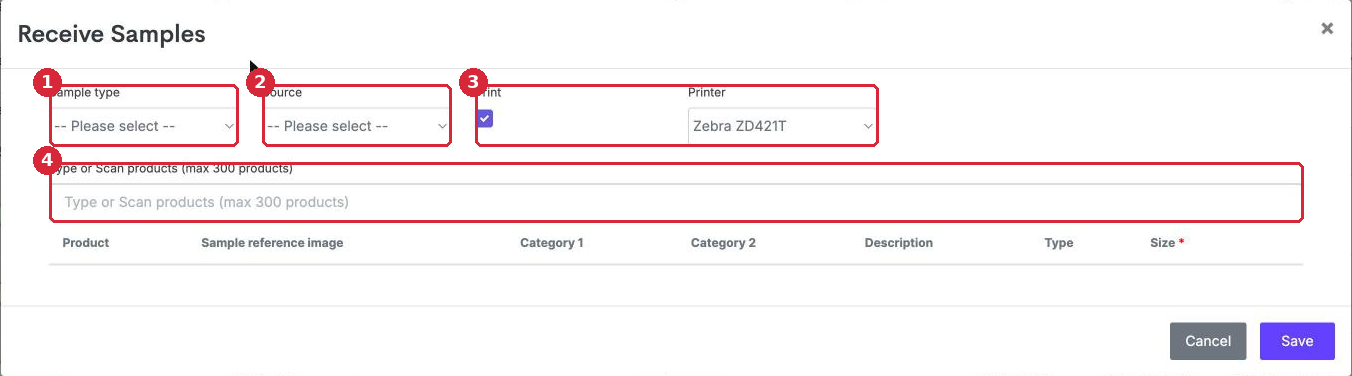 Receive Samples ×
1 2 3
ample type ource rint Printer
-- Please select -- -- Please select -- Zebra ZD421T
4
ype or Scan products (max 300 products)
Type or Scan products (max 300 products)
Product Sample reference image Category 1 Category 2 Description Type Size *
Cancel Save